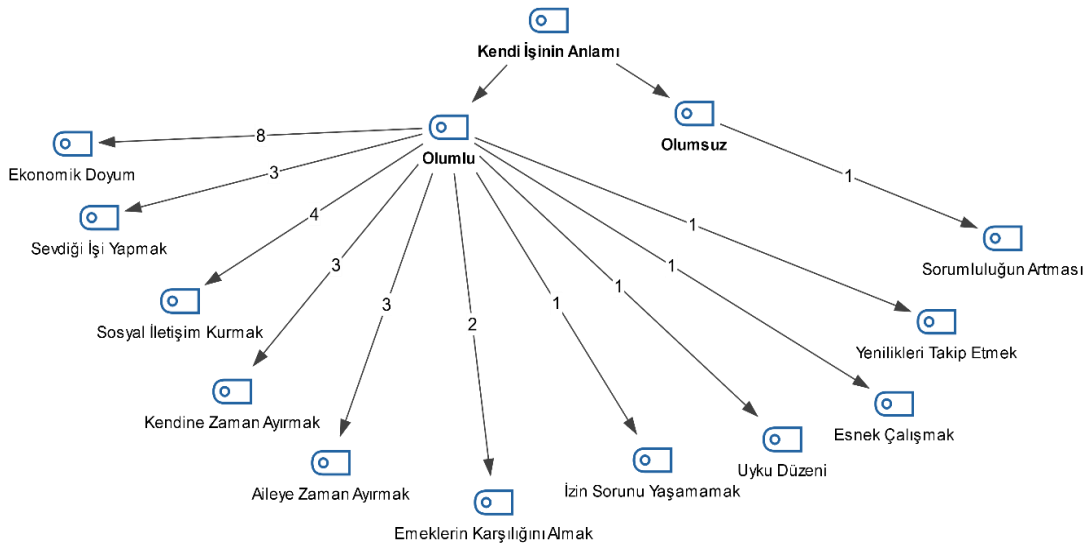 Kendi İşinin Anlamı
Olumlu
Olumsuz
8
Ekonomik Doyum
3
Sevdiği İşi Yapmak
4
Sosyal İletişim Kurmak
3
Kendine Zaman Ayırmak
3
Aileye Zaman Ayırmak
2
Emeklerin Karşılığını Almak
1
İzin Sorunu Yaşamamak
1
Uyku Düzeni
1
Esnek Çalışmak
1
Yenilikleri Takip Etmek
1
Sorumluluğun Artması